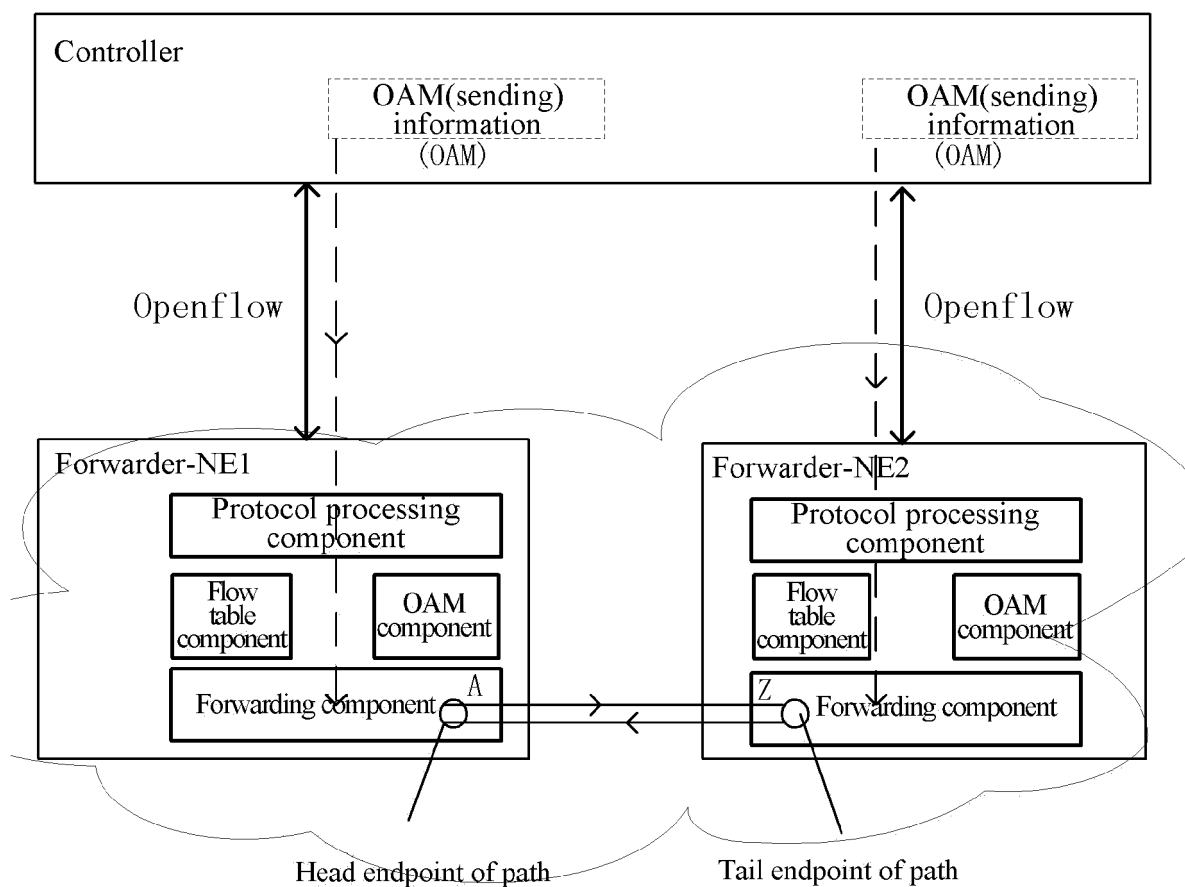 Controller
OAM(sending)
information
(OAM)
OAM(sending)
information
(OAM)
Openflow
Openflow
Forwarder-NE1
Protocol processing
component
Flow
table
component
OAM
component
Forwarding component
A
Forwarder-NE2
Protocol processing
component
Flow
table
component
OAM
component
Z
Forwarding component
Head endpoint of path
Tail endpoint of path